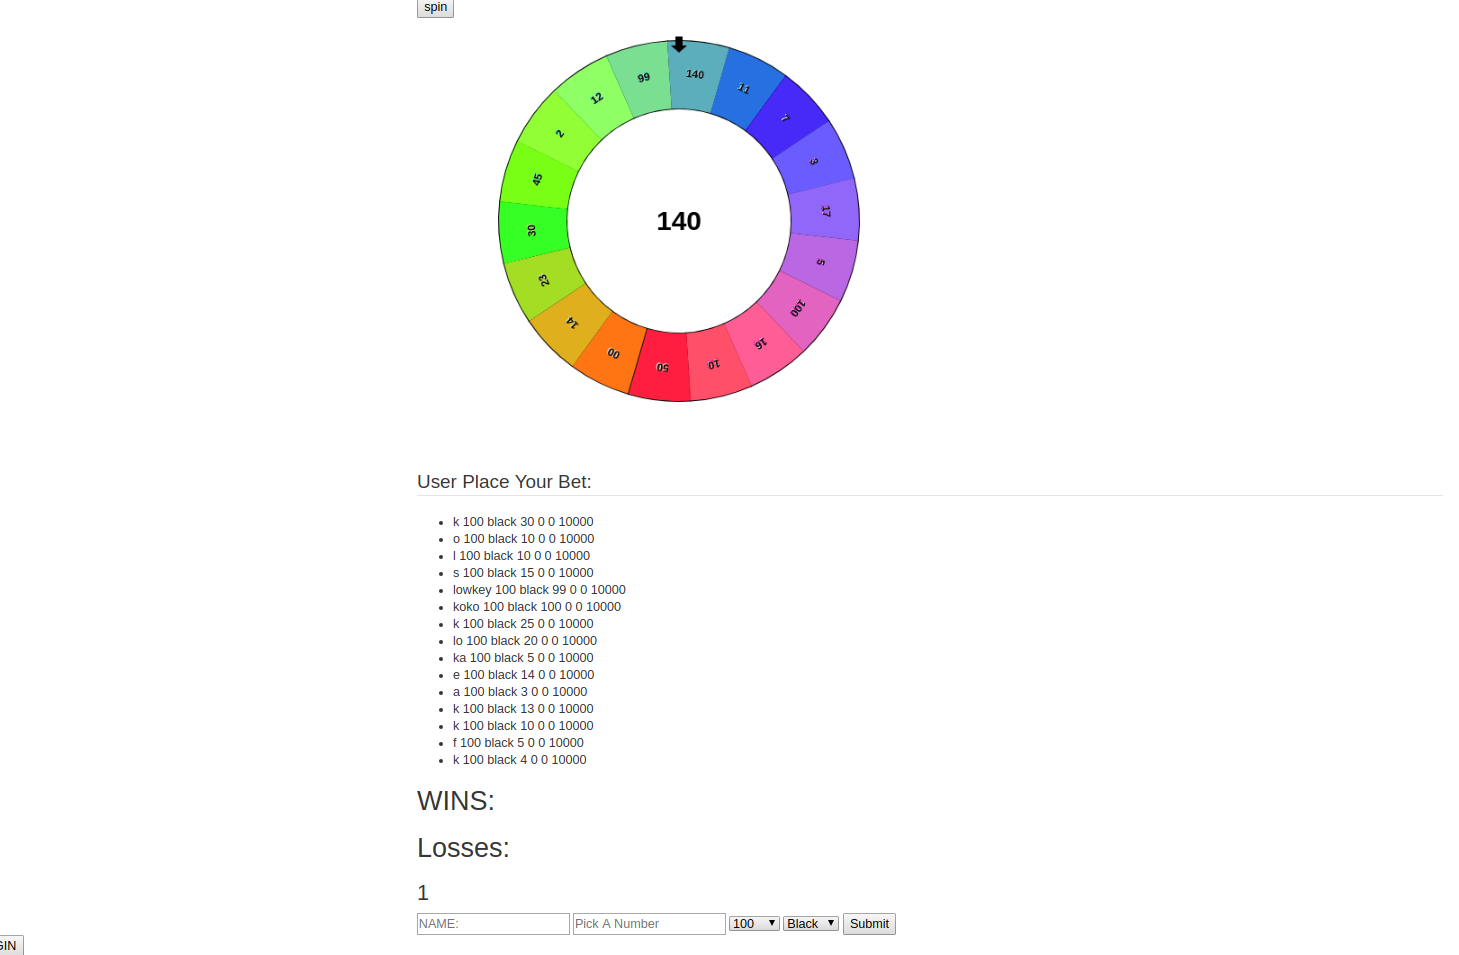 spin
140
11
7
3
17
5
100
16
10
50
00
14
23
30
45
2
12
99
140
User Place Your Bet:
k 100 black 30 0 0 10000
o 100 black 10 0 0 10000
l 100 black 10 0 0 10000
s 100 black 15 0 0 10000
lowkey 100 black 99 0 0 10000
koko 100 black 100 0 0 10000
k 100 black 25 0 0 10000
lo 100 black 20 0 0 10000
ka 100 black 5 0 0 10000
e 100 black 14 0 0 10000
a 100 black 3 0 0 10000
k 100 black 13 0 0 10000
k 100 black 10 0 0 10000
f 100 black 5 0 0 10000
k 100 black 4 0 0 10000
WINS:
Losses:
1
NAME: Pick A Number 100 Black Submit
GIN